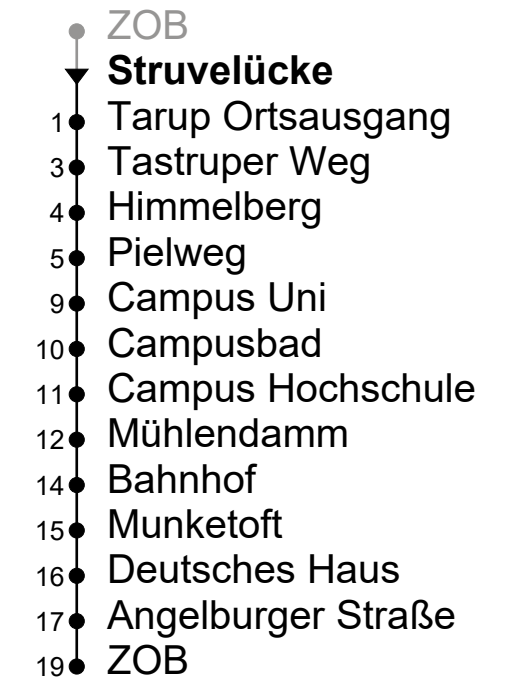 ZOB
Struvelücke
1 Tarup Ortsausgang
3 Tastruper Weg
4 Himmelberg
5 Pielweg
9 Campus Uni
10 Campusbad
11 Campus Hochschule
12 Mühlendamm
14 Bahnhof
15 Munketoft
16 Deutsches Haus
17 Angelburger Straße
19 ZOB